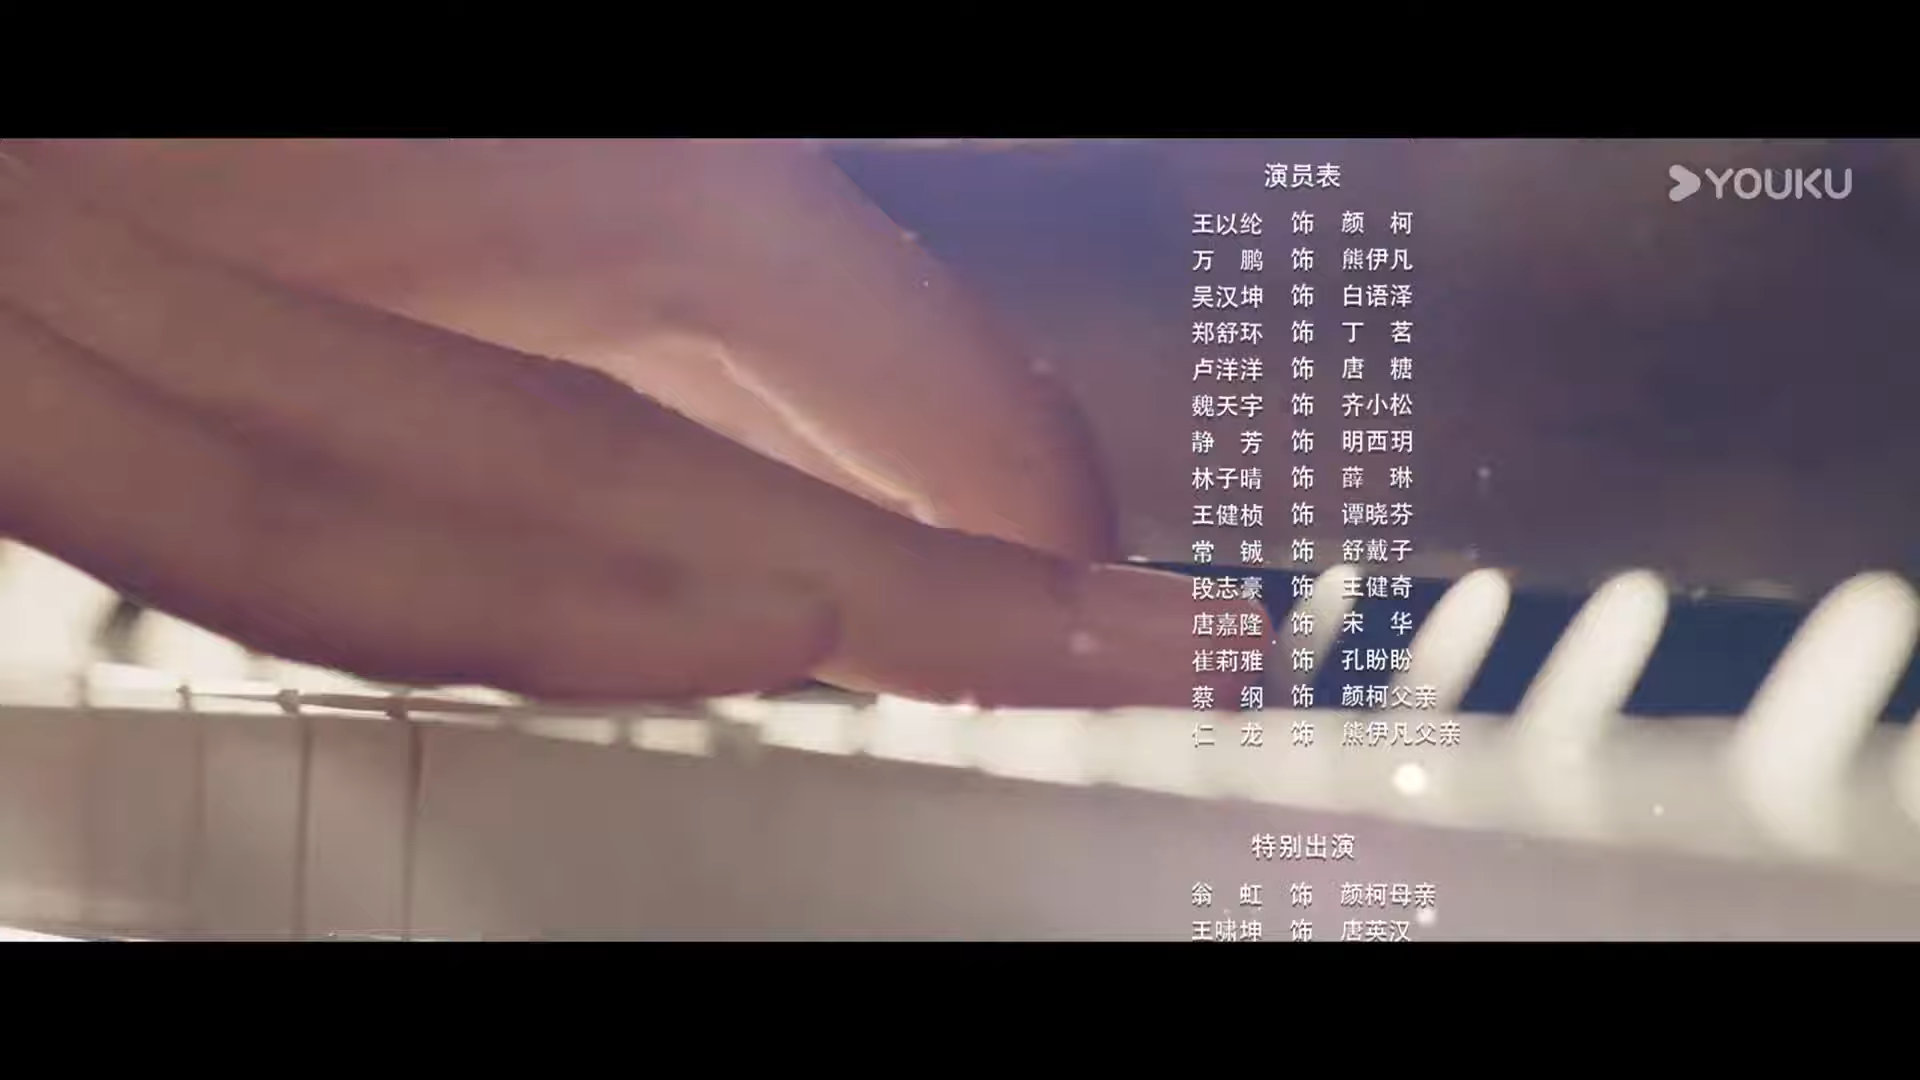 演员表
YOUKU
王以纶 饰 颜 柯
万 鹏 饰 熊伊凡
吴汉坤 饰 白语泽
郑舒环 饰 丁 茗
卢洋洋 饰 唐 糖
魏天宇 饰 齐小松
静 芳 饰 明西玥
林子晴 饰 薛 琳
王健桢 饰 谭晓芬
常 铖 饰 舒戴子
段志豪 饰 王健奇
唐嘉隆 饰 宋 华
崔莉雅 饰 孔盼盼
蔡 纲 饰 颜柯父亲
仁 龙 饰 熊伊凡父亲
特别出演
翁 虹 饰 颜柯母亲
王啸坤 饰 唐英汉